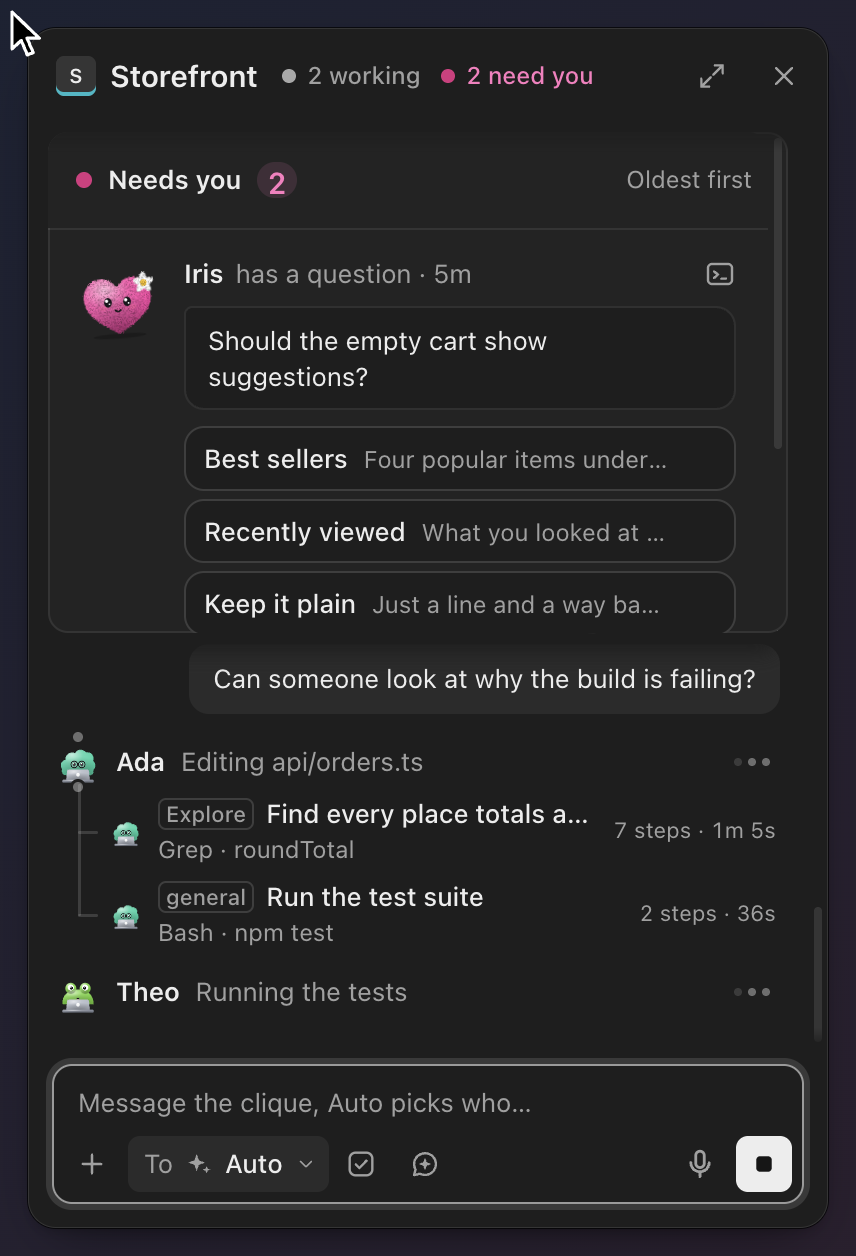 S Storefront 2 working 2 need you
Needs you 2 Oldest first
Iris has a question · 5m
Should the empty cart show
suggestions?
Best sellers Four popular items under…
Recently viewed What you looked at …
Keep it plain Just a line and a way ba…
Can someone look at why the build is failing?
Ada Editing api/orders.ts
Explore Find every place totals a… 7 steps · 1m 5s
Grep · roundTotal
general Run the test suite 2 steps · 36s
Bash · npm test
Theo Running the tests
Message the clique, Auto picks who…
To Auto